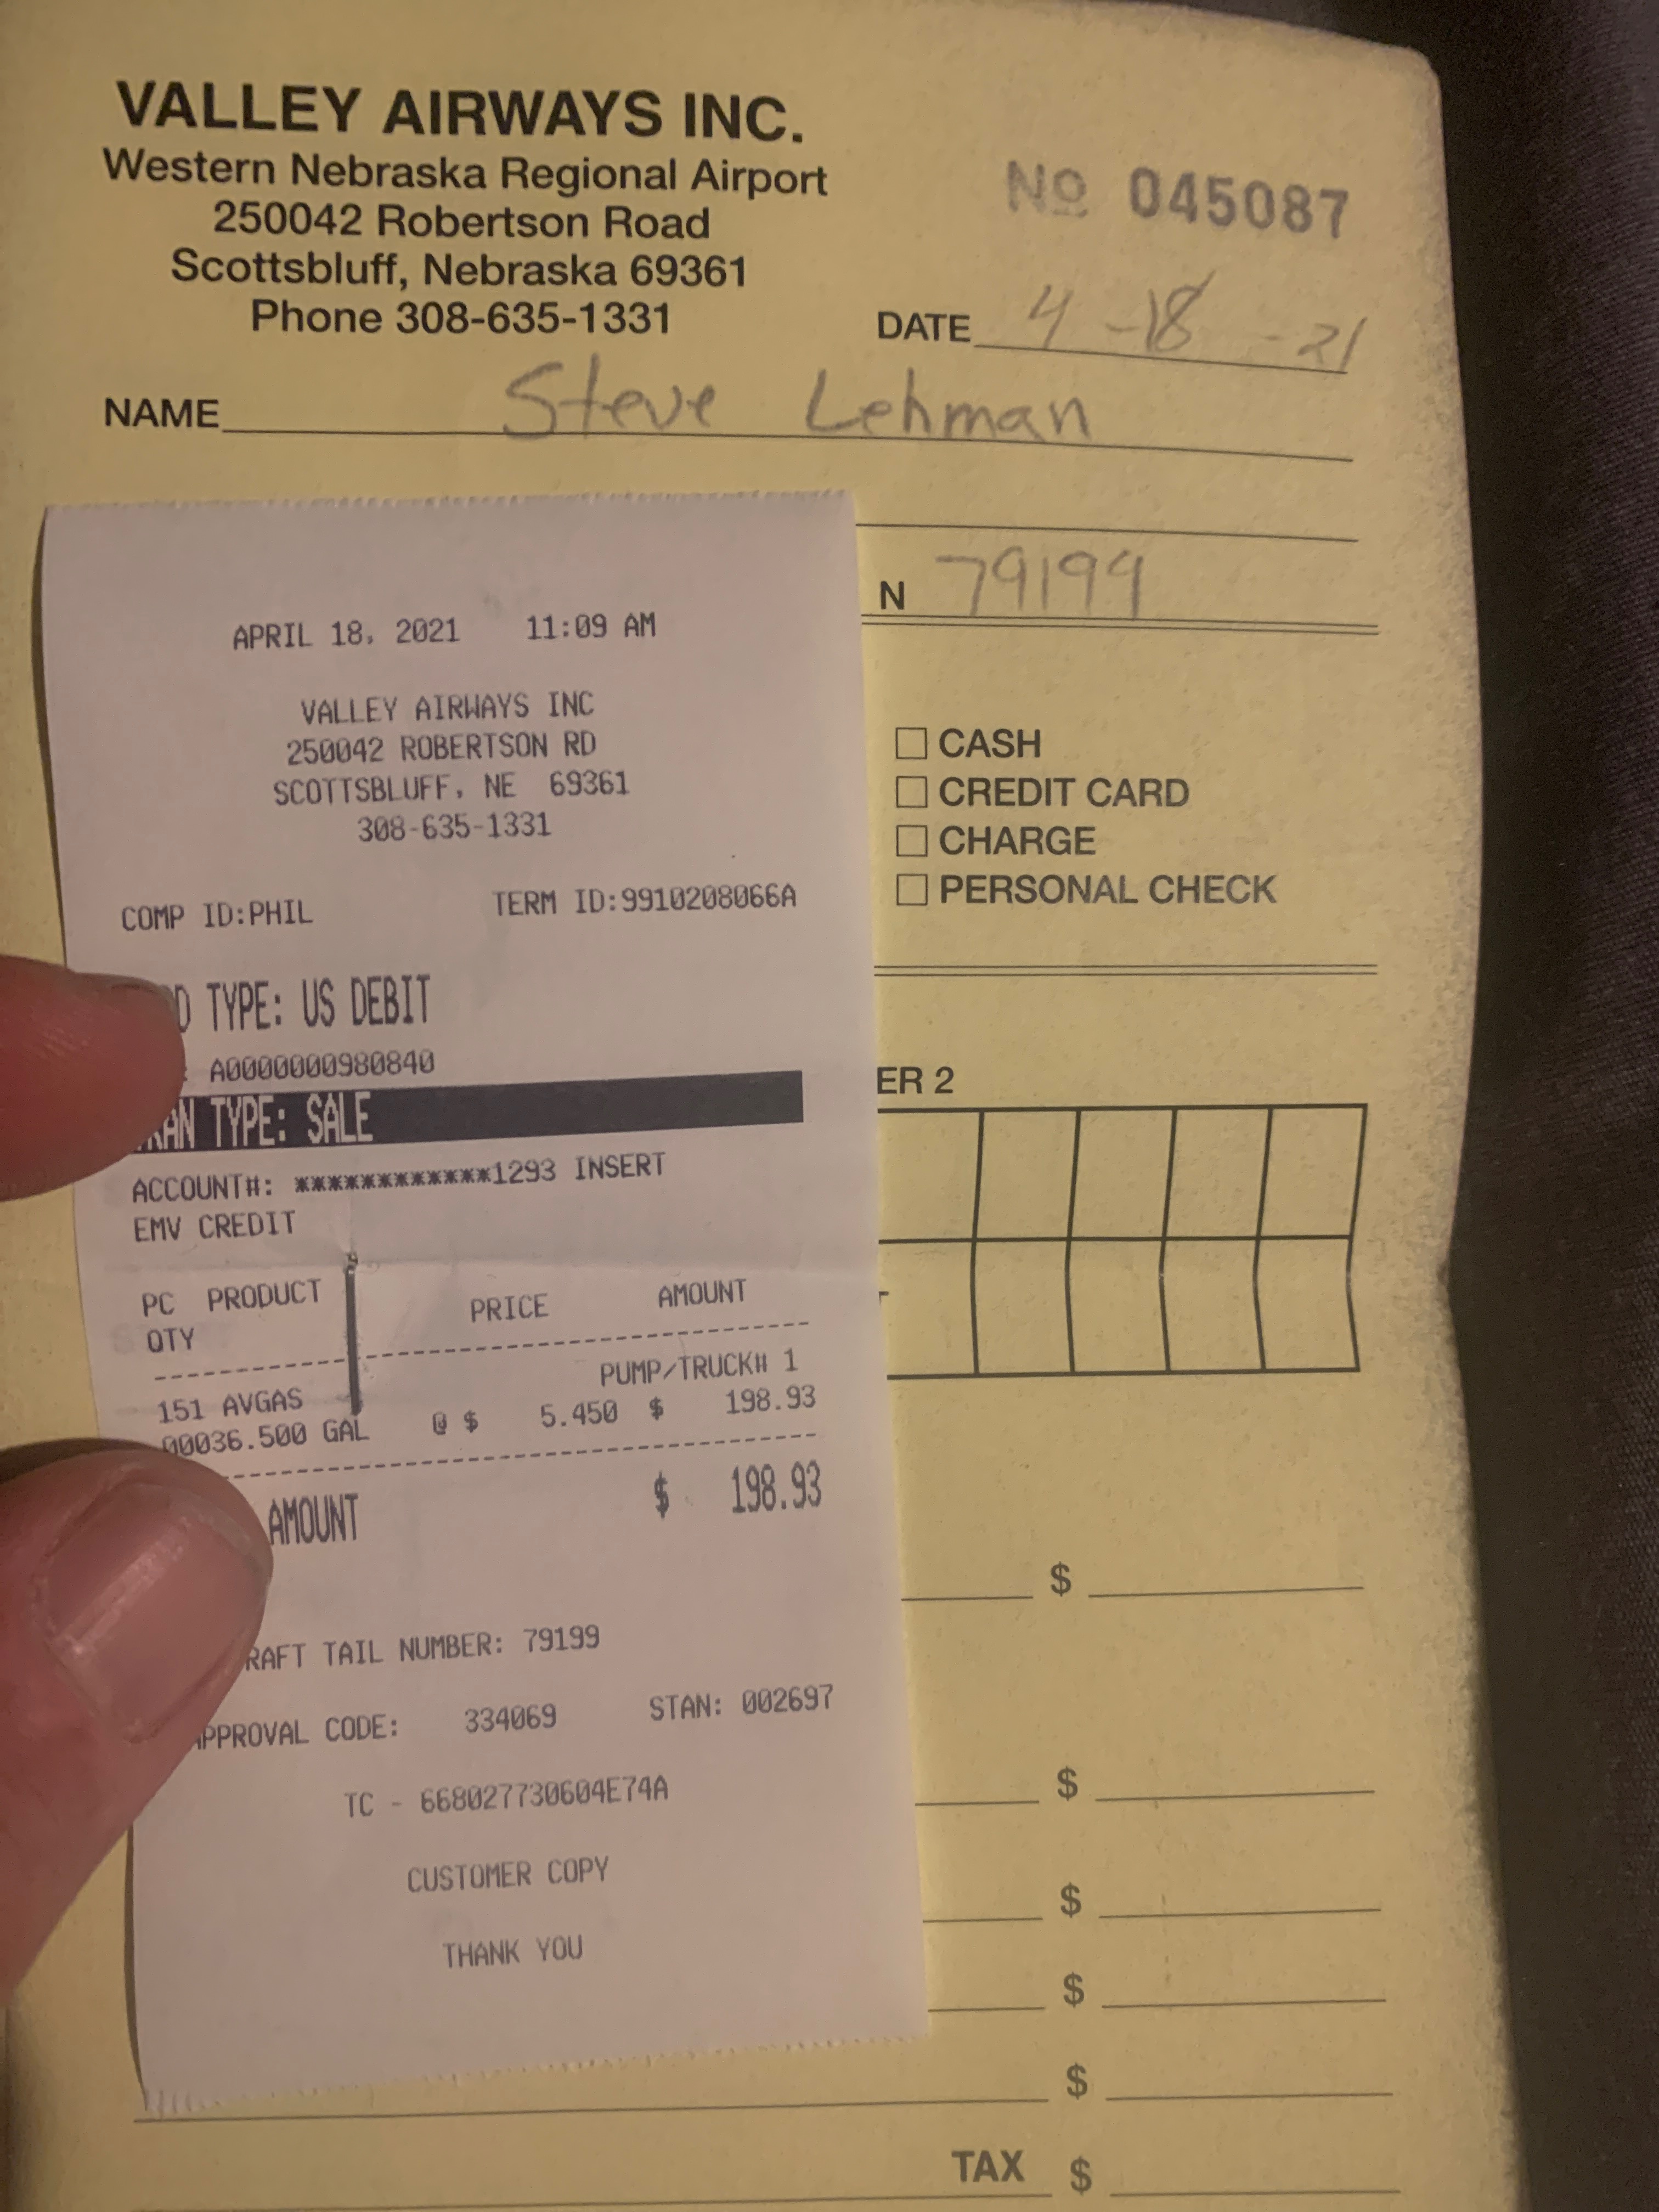 VALLEY AIRWAYS INC.
Western Nebraska Regional Airport
250042 Robertson Road
Scottsbluff, Nebraska 69361
Phone 308-635-1331
No 045087
DATE 4-18-21
NAME Steve Lehman
N 79199
CASH
CREDIT CARD
CHARGE
PERSONAL CHECK
ER 2
$
$
$
$
$
TAX $
APRIL 18, 2021 11:09 AM
VALLEY AIRWAYS INC
250042 ROBERTSON RD
SCOTTSBLUFF, NE 69361
308-635-1331
COMP ID:PHIL TERM ID:9910208066A
D TYPE: US DEBIT
: A0000000980840
RAN TYPE: SALE
ACCOUNT#: ************1293 INSERT
EMV CREDIT
PC PRODUCT PRICE AMOUNT
QTY
PUMP/TRUCK# 1
151 AVGAS
00036.500 GAL @ $ 5.450 $ 198.93
AMOUNT $ 198.93
RAFT TAIL NUMBER: 79199
PPROVAL CODE: 334069 STAN: 002697
TC - 668027730604E74A
CUSTOMER COPY
THANK YOU